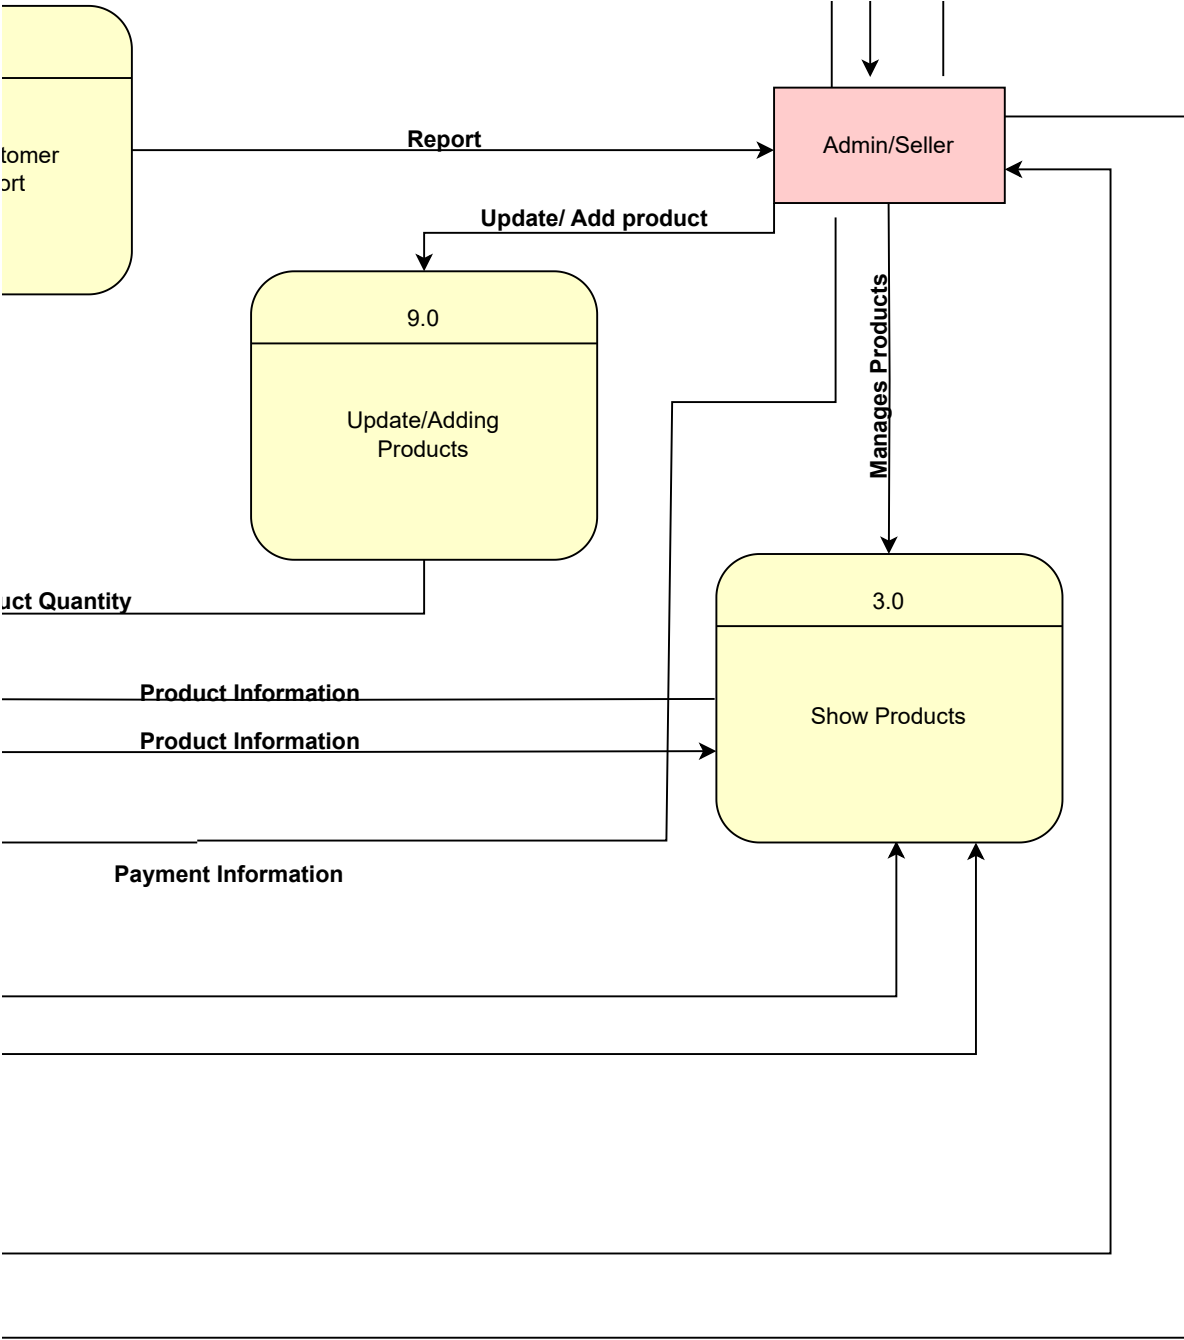 Report
Admin/Seller
Update/ Add product
9.0
Update/Adding
Products
Manages Products
Quantity
3.0
Show Products
Product Information
Product Information
Payment Information